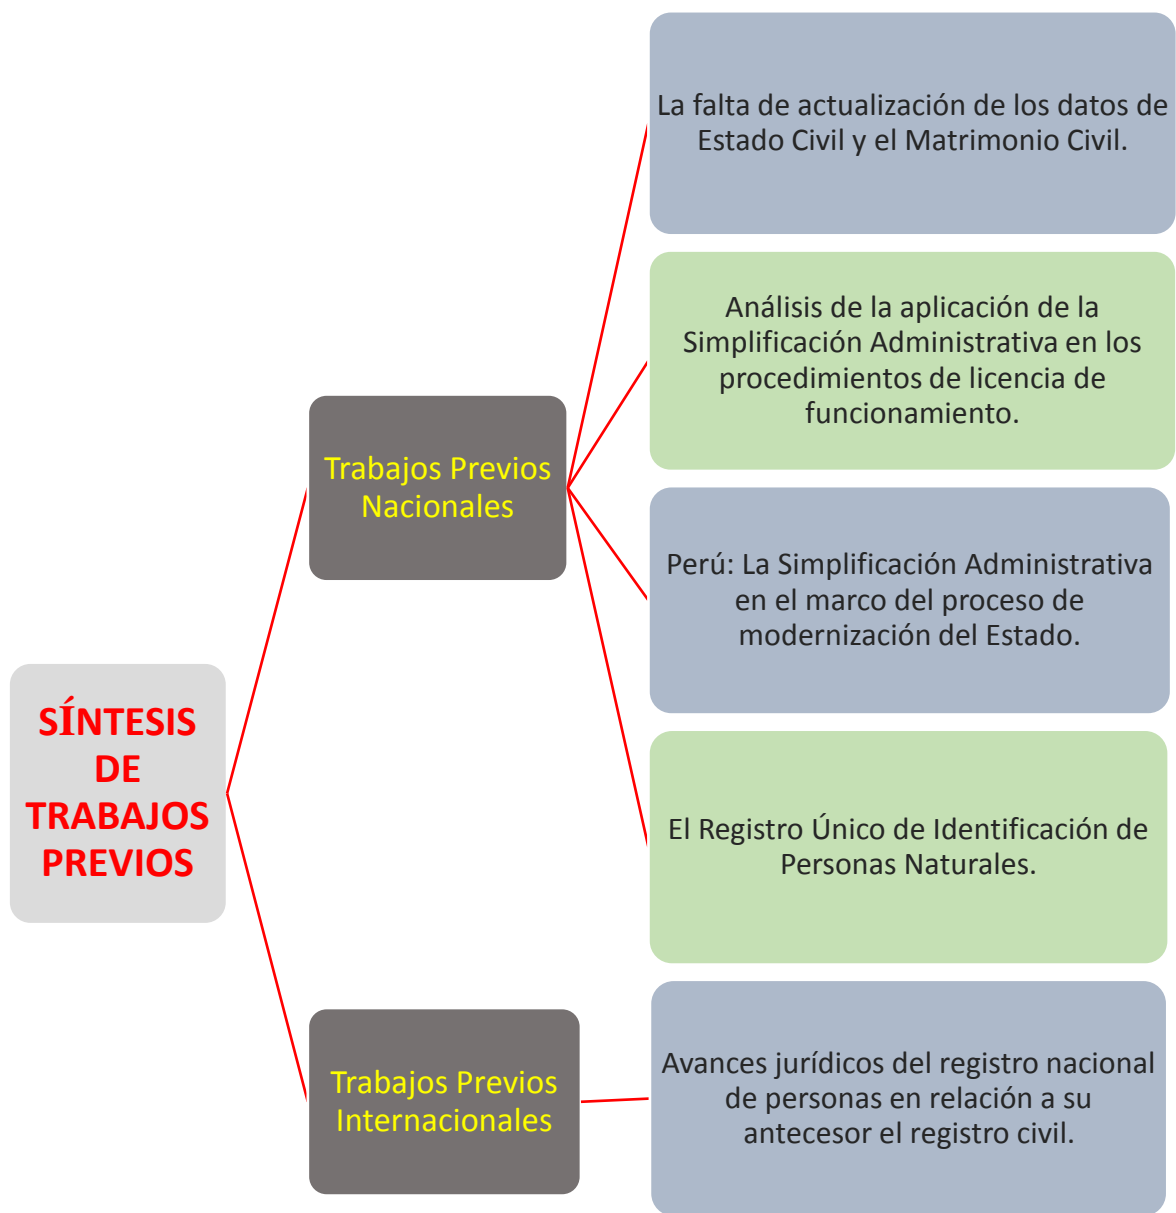 SÍNTESIS
DE
TRABAJOS
PREVIOS
Trabajos Previos
Nacionales
La falta de actualización de los datos de
Estado Civil y el Matrimonio Civil.
Análisis de la aplicación de la
Simplificación Administrativa en los
procedimientos de licencia de
funcionamiento.
Perú: La Simplificación Administrativa
en el marco del proceso de
modernización del Estado.
El Registro Único de Identificación de
Personas Naturales.
Trabajos Previos
Internacionales
Avances jurídicos del registro nacional
de personas en relación a su
antecesor el registro civil.